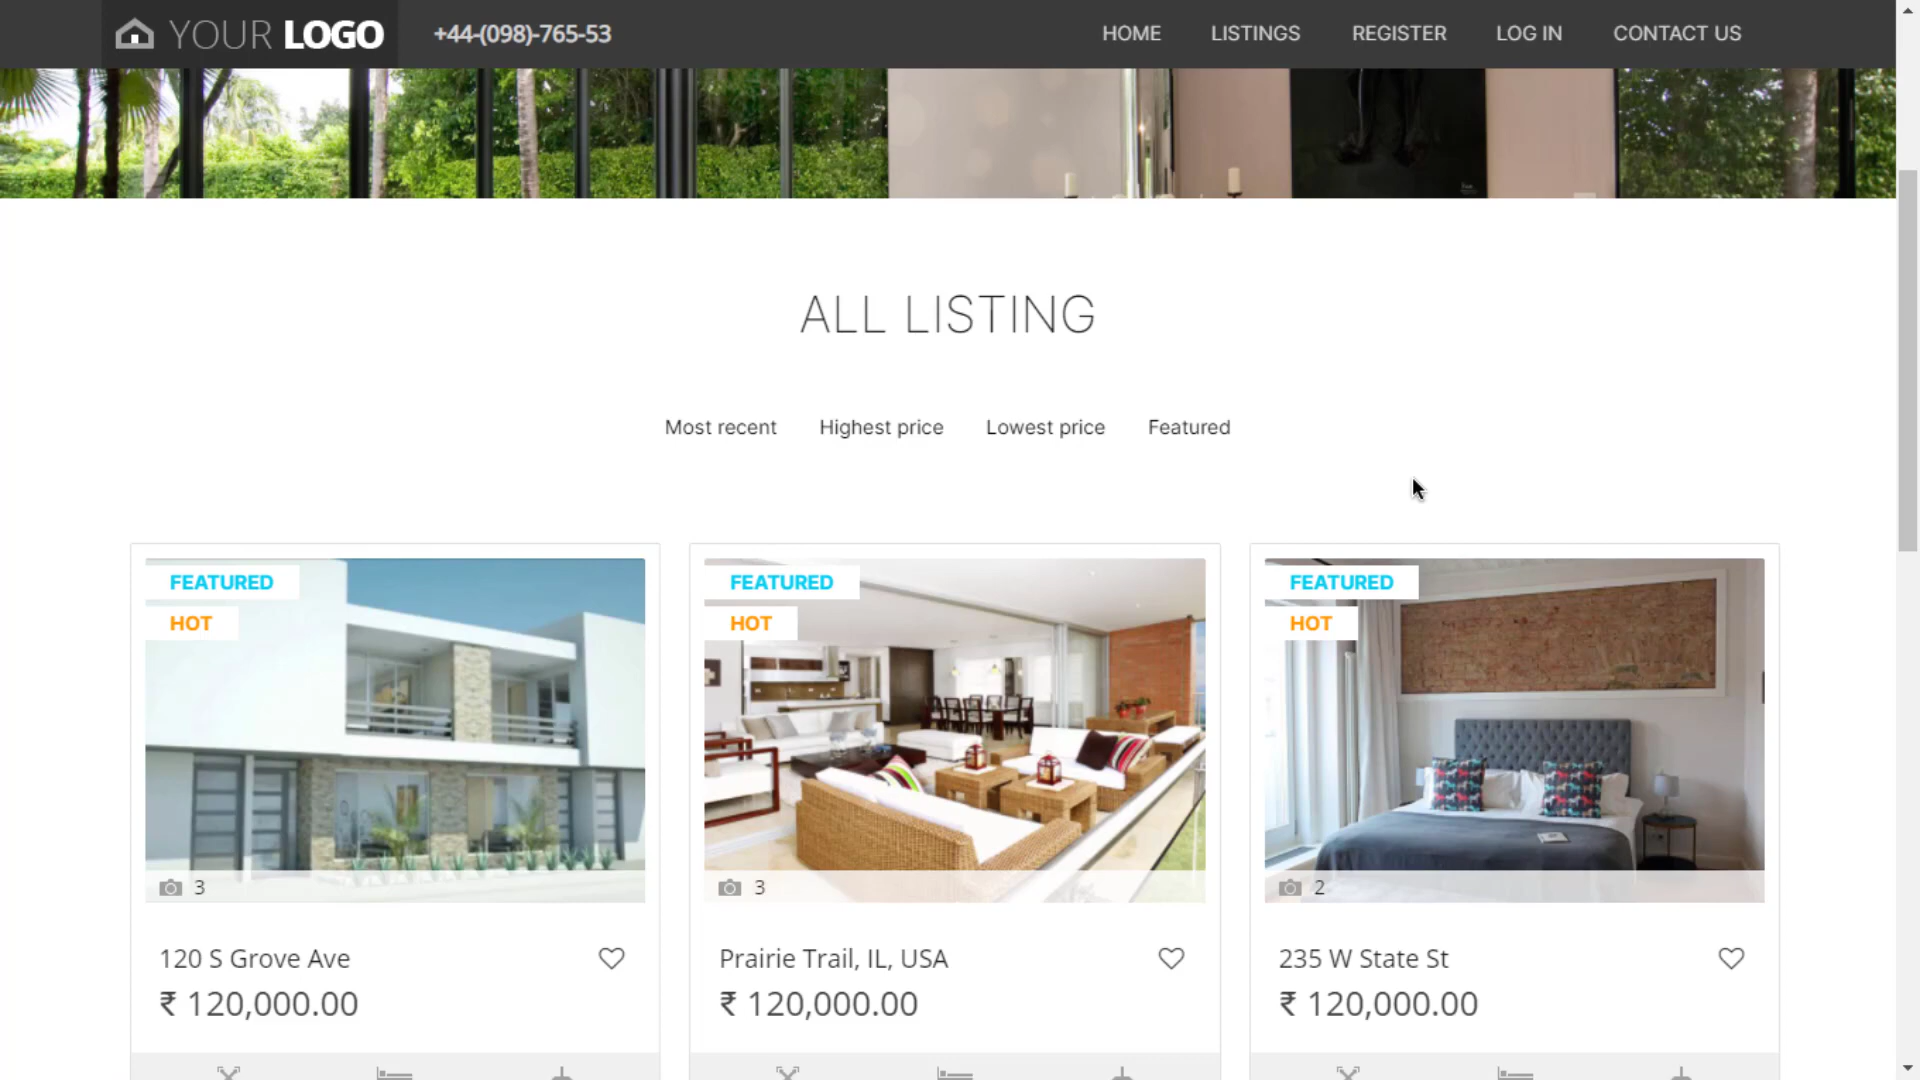 YOUR LOGO
+44-(098)-765-53
HOME LISTINGS REGISTER LOG IN CONTACT US
ALL LISTING
Most recent Highest price Lowest price Featured
FEATURED
HOT
3
120 S Grove Ave
₹ 120,000.00
FEATURED
HOT
3
Prairie Trail, IL, USA
₹ 120,000.00
FEATURED
HOT
2
235 W State St
₹ 120,000.00